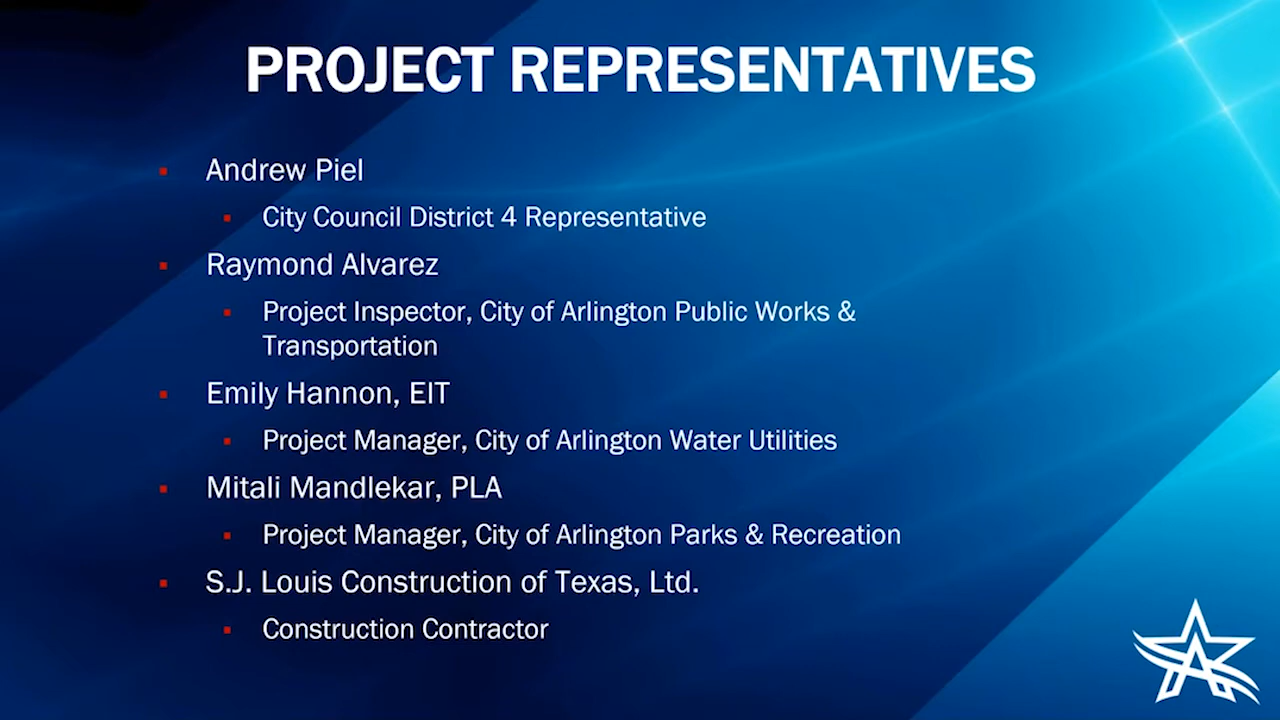 PROJECT REPRESENTATIVES
Andrew Piel
City Council District 4 Representative
Raymond Alvarez
Project Inspector, City of Arlington Public Works &
Transportation
Emily Hannon, EIT
Project Manager, City of Arlington Water Utilities
Mitali Mandlekar, PLA
Project Manager, City of Arlington Parks & Recreation
S.J. Louis Construction of Texas, Ltd.
Construction Contractor